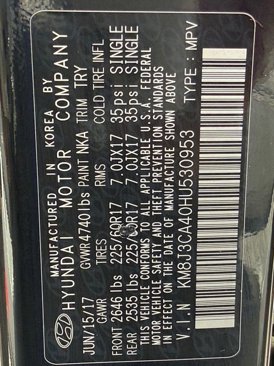 MANUFACTURED IN KOREA BY
HYUNDAI MOTOR COMPANY
JUN/15/17 GVWR 4740 lbs PAINT NKA TRIM TRY
GAWR TIRES RIMS COLD TIRE INFL
FRONT 2646 lbs 225/60R17 7.0JX17 35psi SINGLE
REAR 2535 lbs 225/60R17 7.0JX17 35psi SINGLE
THIS VEHICLE CONFORMS TO ALL APPLICABLE U.S.A. FEDERAL
MOTOR VEHICLE SAFETY AND THEFT PREVENTION STANDARDS
IN EFFECT ON THE DATE OF MANUFACTURE SHOWN ABOVE
V.I.N KM8J3CA40HU530953 TYPE : MPV